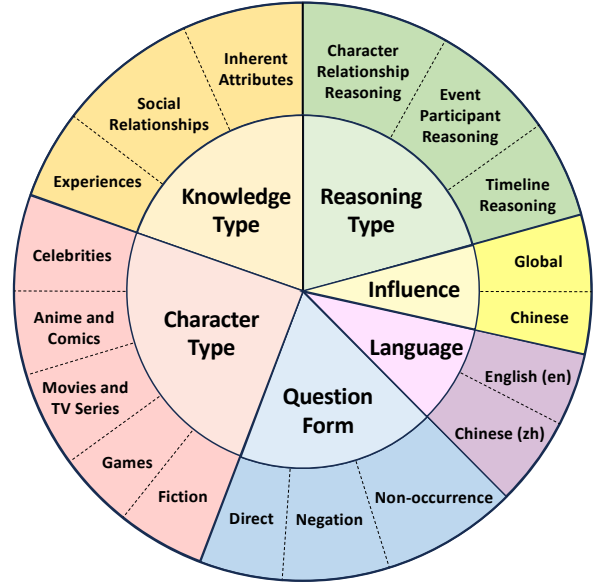 Inherent
Attributes
Social
Relationships
Experiences
Knowledge
Type
Character
Relationship
Reasoning
Event
Participant
Reasoning
Timeline
Reasoning
Reasoning
Type
Global
Chinese
Influence
English (en)
Chinese (zh)
Language
Question
Form
Direct
Negation
Non-occurrence
Character
Type
Celebrities
Anime and
Comics
Movies and
TV Series
Games
Fiction